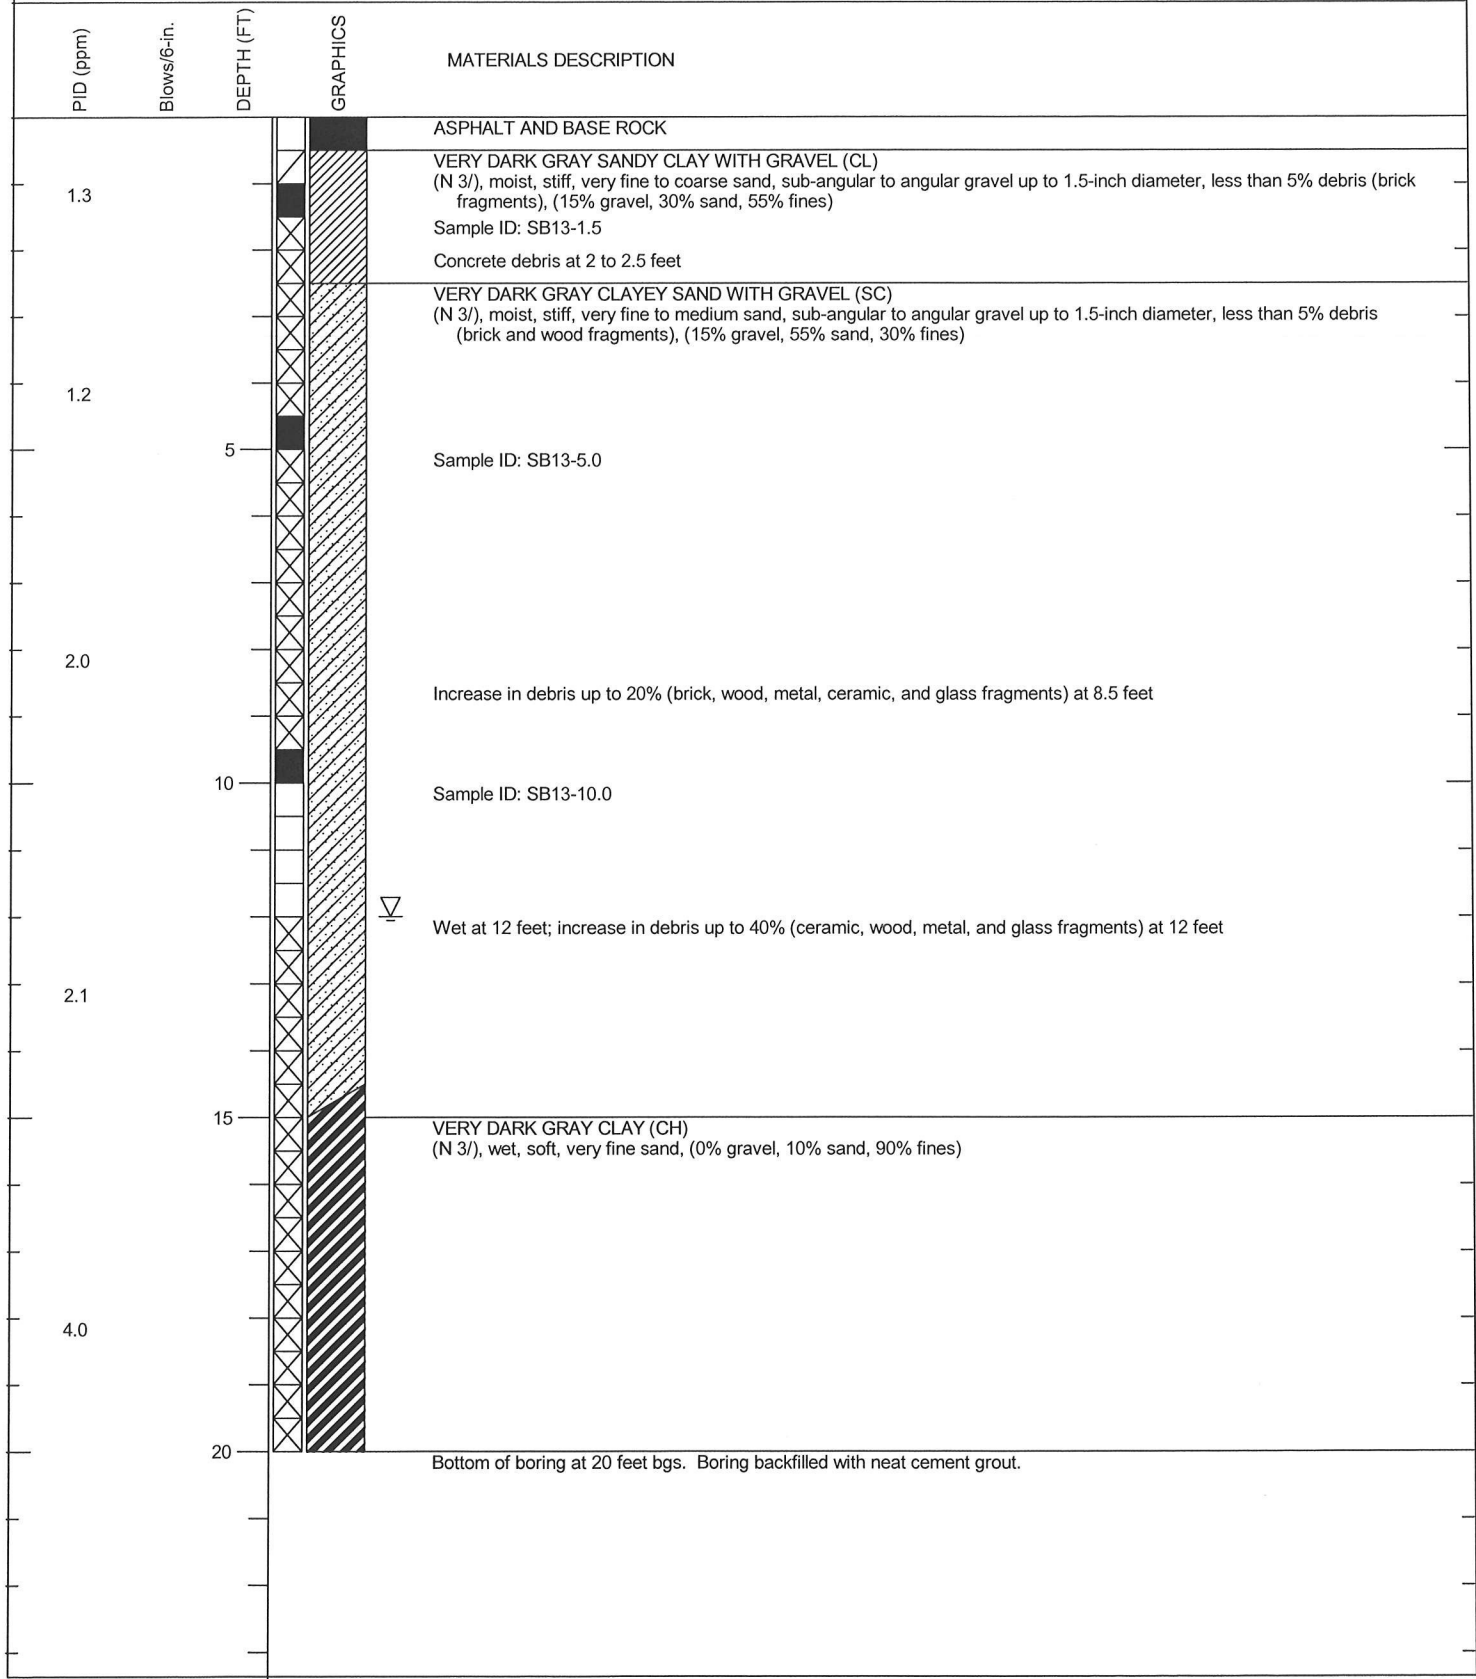 PID (ppm)
Blows/6-in.
DEPTH (FT)
GRAPHICS
MATERIALS DESCRIPTION
ASPHALT AND BASE ROCK
VERY DARK GRAY SANDY CLAY WITH GRAVEL (CL)
1.3
(N 3/), moist, stiff, very fine to coarse sand, sub-angular to angular gravel up to 1.5-inch diameter, less than 5% debris (brick
fragments), (15% gravel, 30% sand, 55% fines)
Sample ID: SB13-1.5
Concrete debris at 2 to 2.5 feet
VERY DARK GRAY CLAYEY SAND WITH GRAVEL (SC)
(N 3/), moist, stiff, very fine to medium sand, sub-angular to angular gravel up to 1.5-inch diameter, less than 5% debris
(brick and wood fragments), (15% gravel, 55% sand, 30% fines)
1.2
5
Sample ID: SB13-5.0
2.0
Increase in debris up to 20% (brick, wood, metal, ceramic, and glass fragments) at 8.5 feet
10
Sample ID: SB13-10.0
Wet at 12 feet; increase in debris up to 40% (ceramic, wood, metal, and glass fragments) at 12 feet
2.1
15
VERY DARK GRAY CLAY (CH)
(N 3/), wet, soft, very fine sand, (0% gravel, 10% sand, 90% fines)
4.0
20
Bottom of boring at 20 feet bgs. Boring backfilled with neat cement grout.